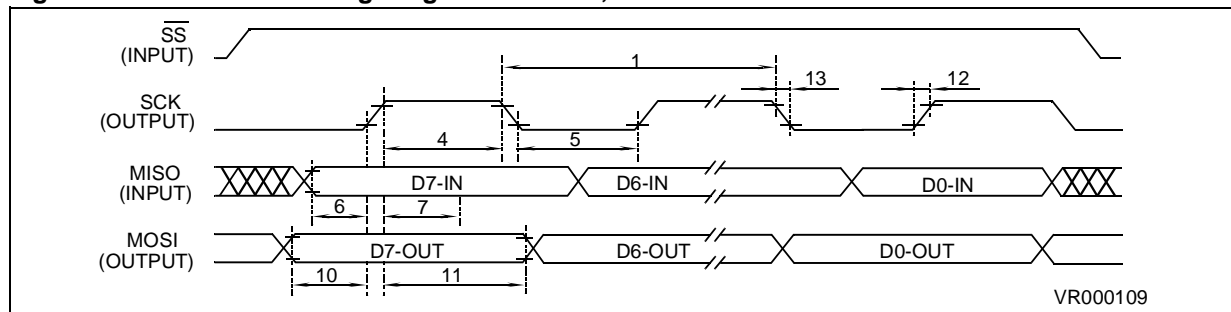 SS
(INPUT)
1
13
12
SCK
(OUTPUT)
4
5
MISO
(INPUT)
D7-IN
D6-IN
D0-IN
6
7
MOSI
(OUTPUT)
D7-OUT
D6-OUT
D0-OUT
10
11
VR000109